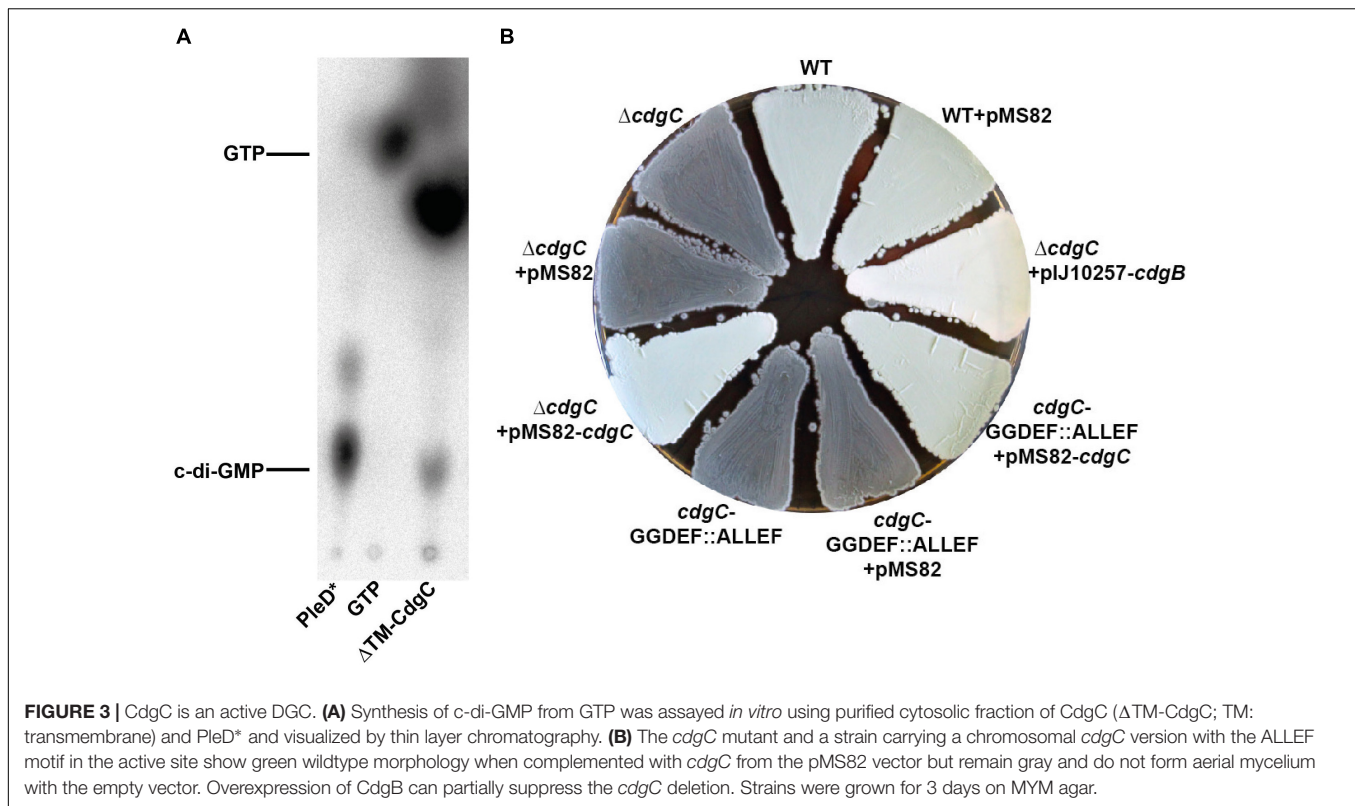 A
GTP
c-di-GMP
PleD*
GTP
ΔTM-CdgC
B
WT
WT+pMS82
ΔcdgC
+pIJ10257-cdgB
cdgC-
GGDEF::ALLEF
+pMS82-cdgC
cdgC-
GGDEF::ALLEF
+pMS82
cdgC-
GGDEF::ALLEF
ΔcdgC
+pMS82-cdgC
ΔcdgC
+pMS82
ΔcdgC
FIGURE 3 | CdgC is an active DGC. (A) Synthesis of c-di-GMP from GTP was assayed in vitro using purified cytosolic fraction of CdgC (ΔTM-CdgC; TM:
transmembrane) and PleD* and visualized by thin layer chromatography. (B) The cdgC mutant and a strain carrying a chromosomal cdgC version with the ALLEF
motif in the active site show green wildtype morphology when complemented with cdgC from the pMS82 vector but remain gray and do not form aerial mycelium
with the empty vector. Overexpression of CdgB can partially suppress the cdgC deletion. Strains were grown for 3 days on MYM agar.